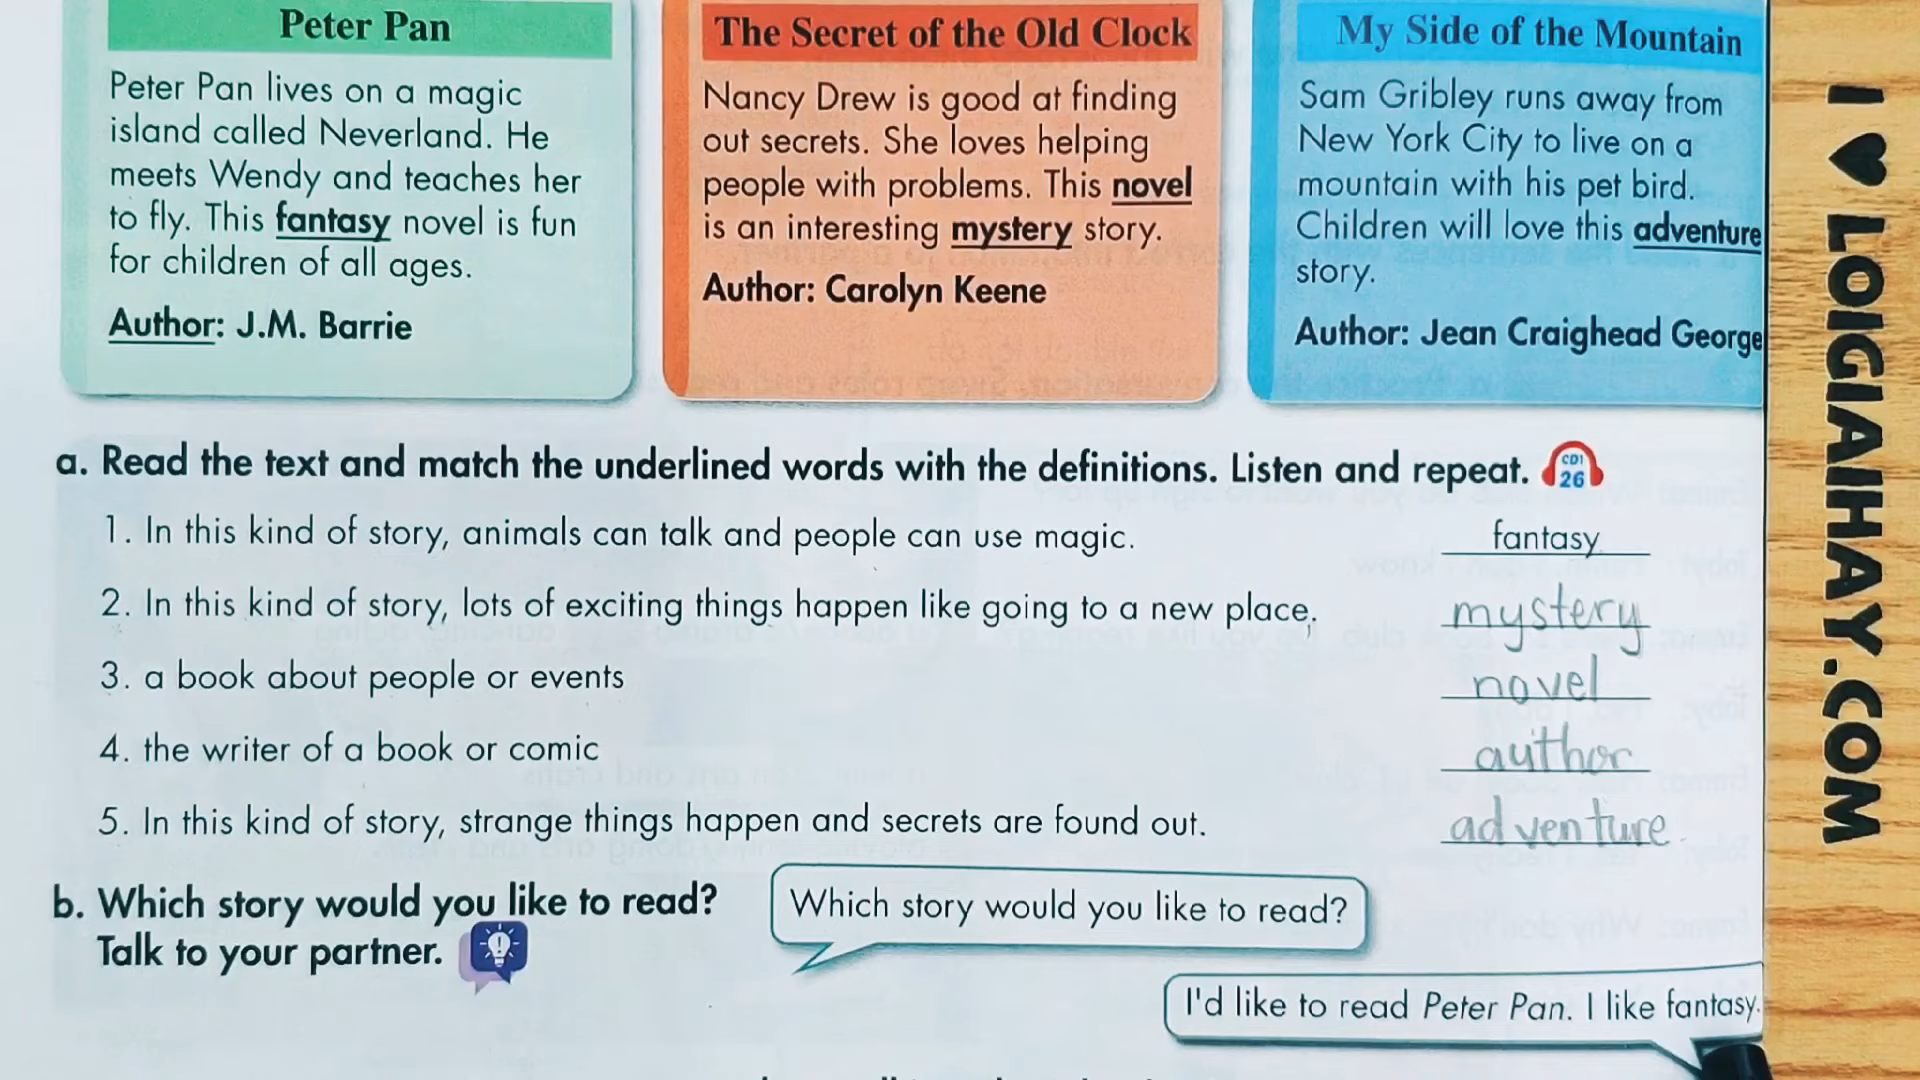 Peter Pan
Peter Pan lives on a magic
island called Neverland. He
meets Wendy and teaches her
to fly. This fantasy novel is fun
for children of all ages.
Author: J.M. Barrie
The Secret of the Old Clock
Nancy Drew is good at finding
out secrets. She loves helping
people with problems. This novel
is an interesting mystery story.
Author: Carolyn Keene
My Side of the Mountain
Sam Gribley runs away from
New York City to live on a
mountain with his pet bird.
Children will love this adventure
story.
Author: Jean Craighead George
a. Read the text and match the underlined words with the definitions. Listen and repeat. CD1 26
1. In this kind of story, animals can talk and people can use magic. fantasy
2. In this kind of story, lots of exciting things happen like going to a new place. mystery
3. a book about people or events novel
4. the writer of a book or comic author
5. In this kind of story, strange things happen and secrets are found out. adventure
b. Which story would you like to read?
Talk to your partner.
Which story would you like to read?
I'd like to read Peter Pan. I like fantasy.
I ♥ LOIGIAIHAY.COM